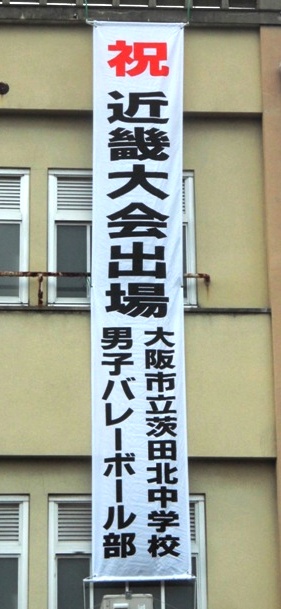 祝
近畿大会出場
大阪市立茨田北中学校
男子バレーボール部